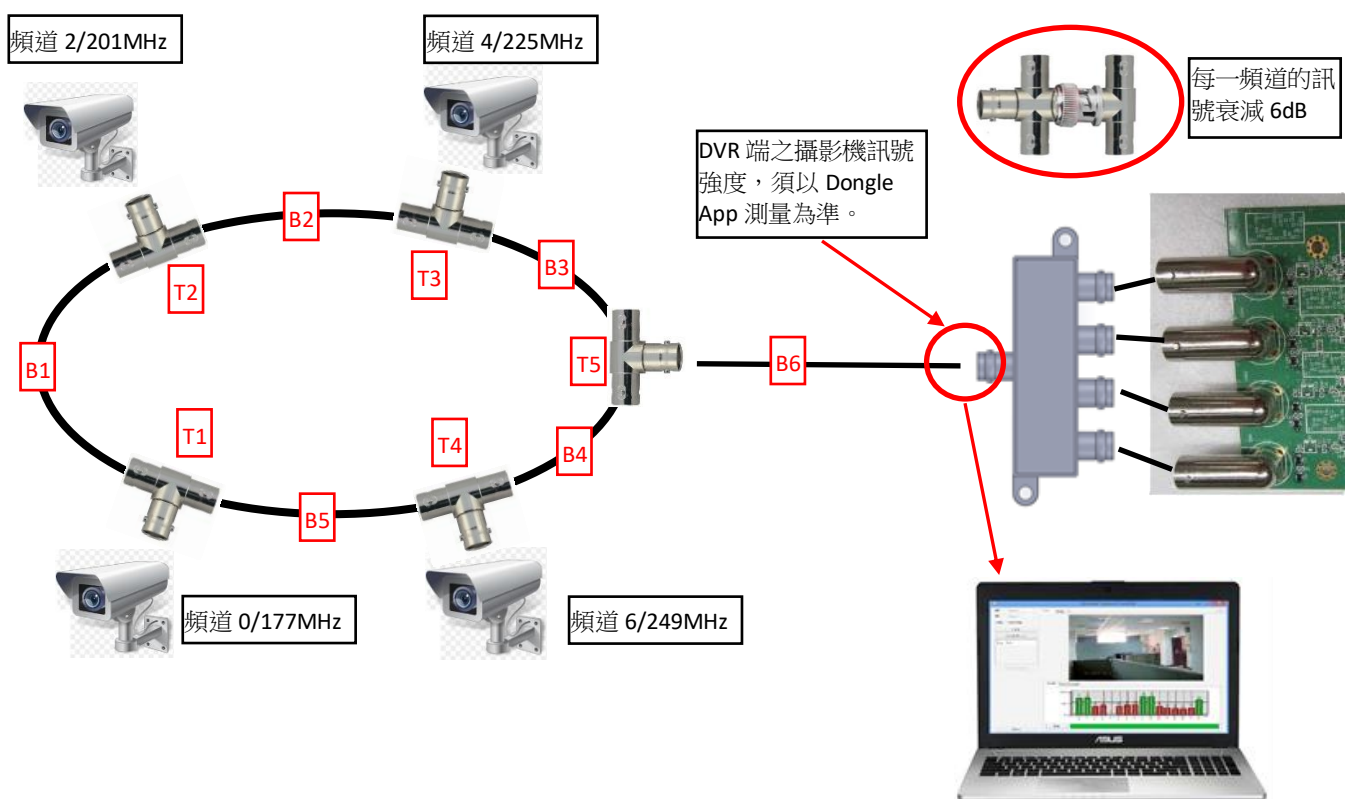 頻道 2/201MHz
頻道 4/225MHz
每一頻道的訊
號衰減 6dB
DVR 端之攝影機訊號
強度，須以 Dongle
App 測量為準。
B2
T2
T3
B3
B1
T5
B6
T1
T4
B4
B5
頻道 0/177MHz
頻道 6/249MHz
ASUS